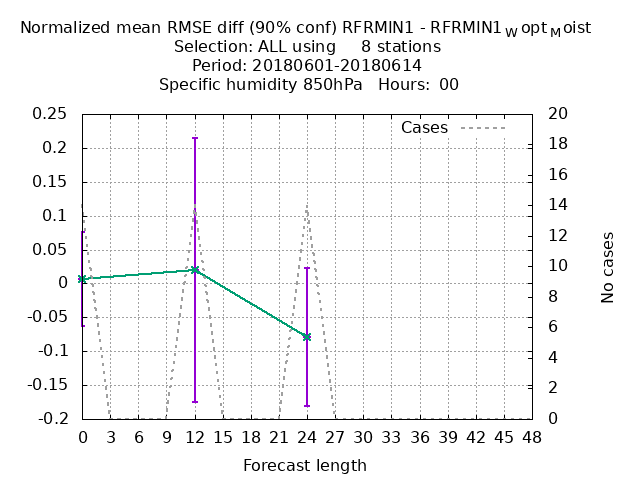 Normalized mean RMSE diff (90% conf) RFRMIN1 - RFRMIN1WoptMoist
Selection: ALL using 8 stations
Period: 20180601-20180614
Specific humidity 850hPa Hours: 00
Cases
0.25
0.2
0.15
0.1
0.05
0
-0.05
-0.1
-0.15
-0.2
20
18
16
14
12
10
8
6
4
2
0
No cases
0 3 6 9 12 15 18 21 24 27 30 33 36 39 42 45 48
Forecast length